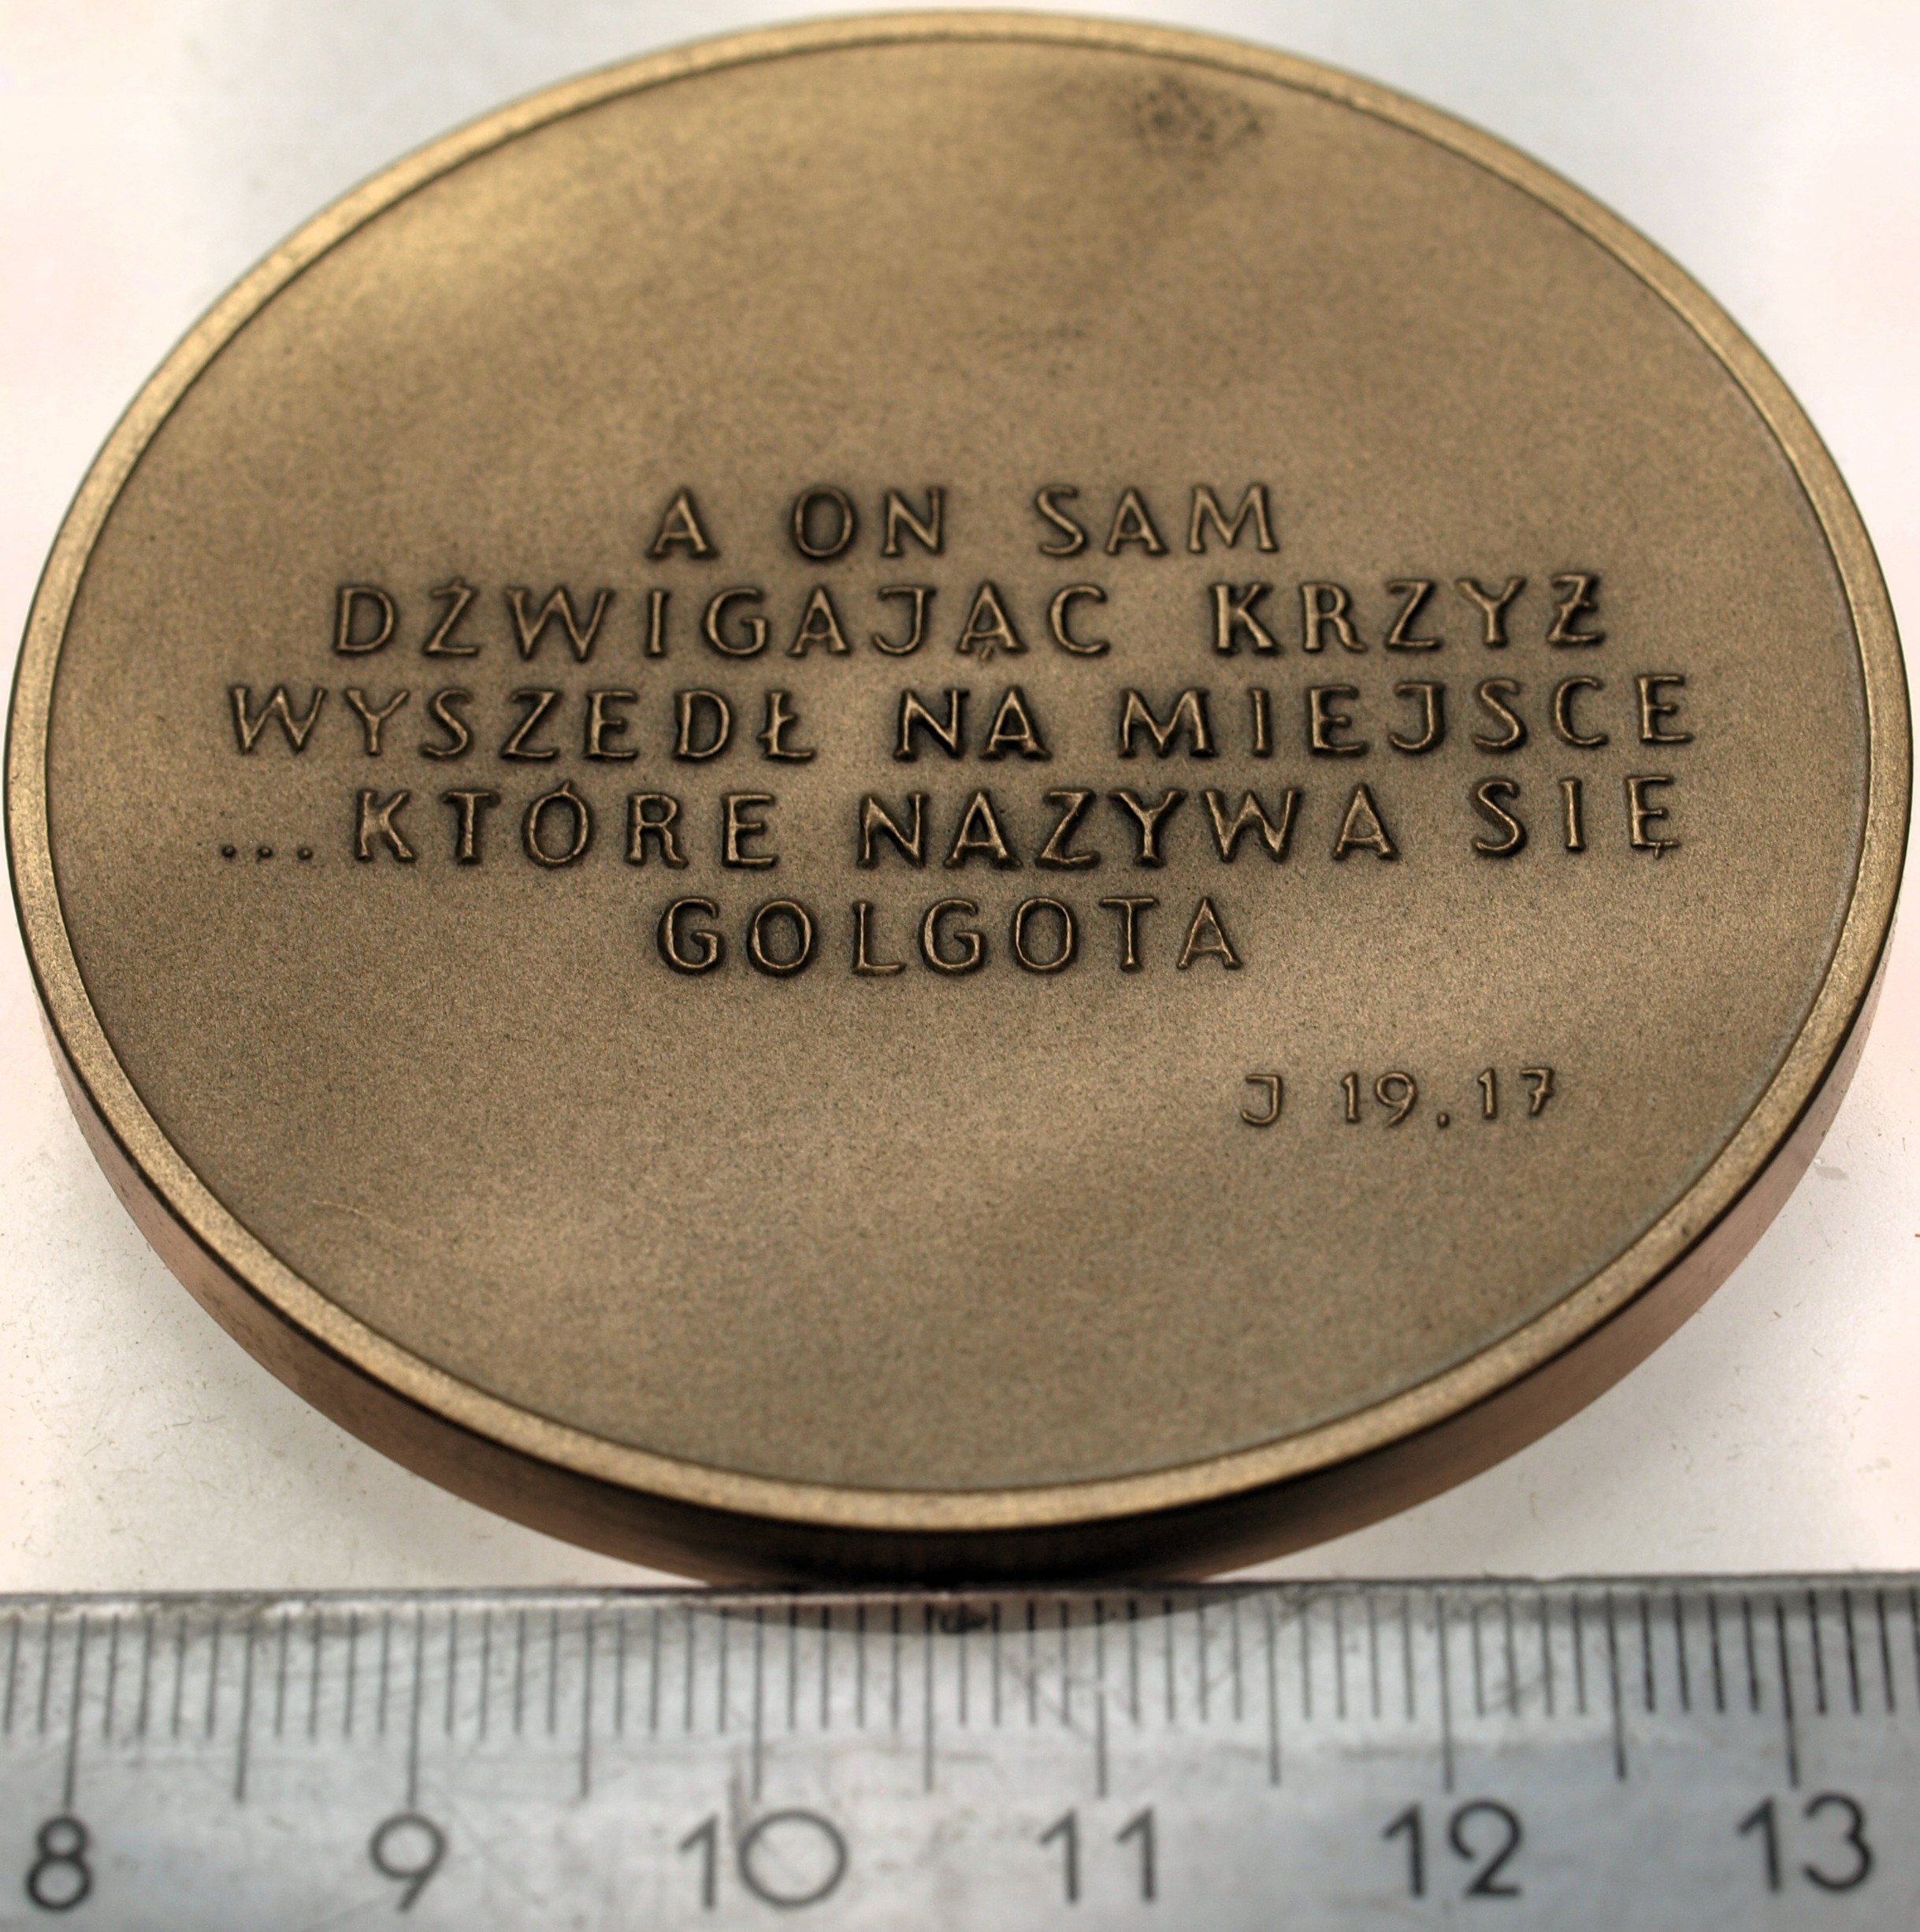 A ON SAM
DŹWIGAJĄC KRZYŻ
WYSZEDŁ NA MIEJSCE
...KTÓRE NAZYWA SIĘ
GOLGOTA
J 19.17
8 9 10 11 12 13